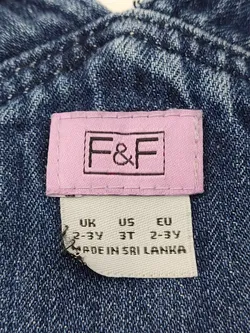 F&F
UK US EU
2-3Y 3T 2-3Y
MADE IN SRI LANKA